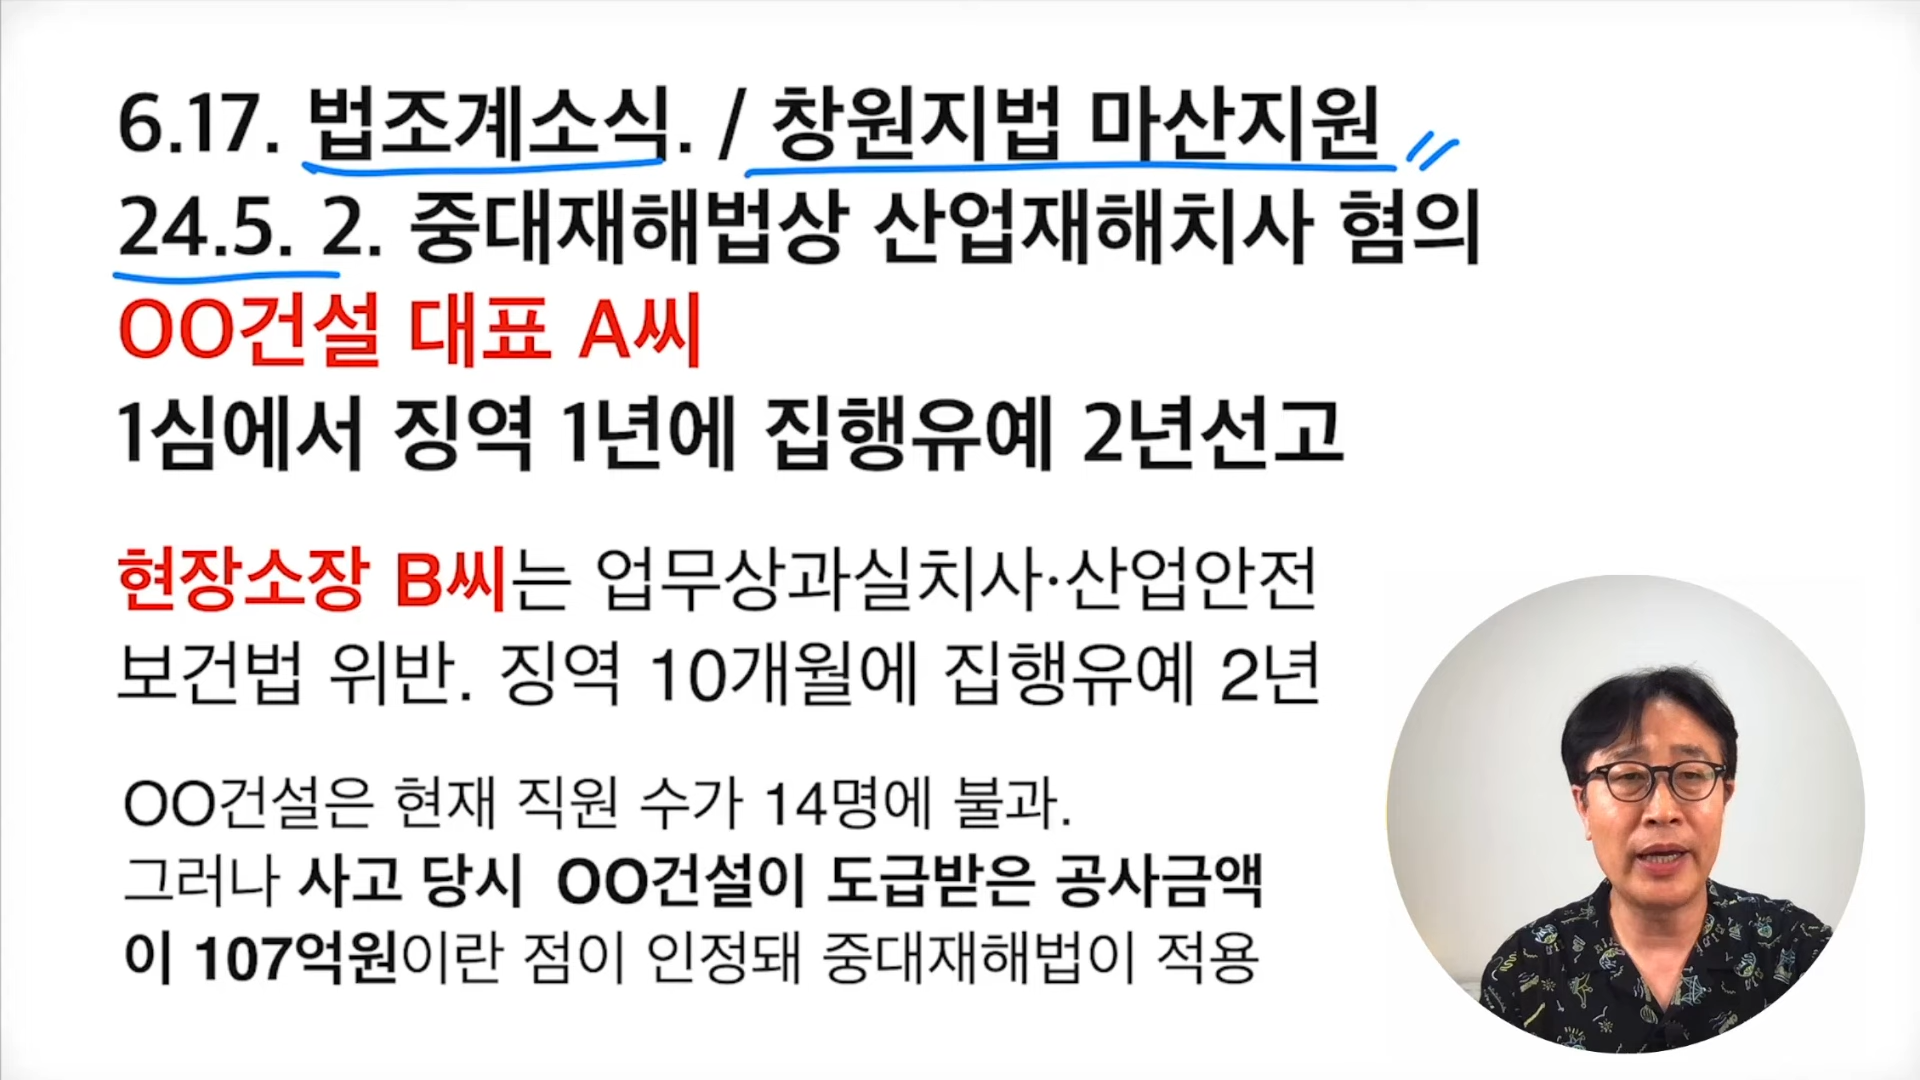 6.17. 법조계소식. / 창원지법 마산지원
24.5. 2. 중대재해법상 산업재해치사 혐의
OO건설 대표 A씨
1심에서 징역 1년에 집행유예 2년선고
현장소장 B씨는 업무상과실치사·산업안전
보건법 위반. 징역 10개월에 집행유예 2년
OO건설은 현재 직원 수가 14명에 불과.
그러나 사고 당시 OO건설이 도급받은 공사금액
이 107억원이란 점이 인정돼 중대재해법이 적용